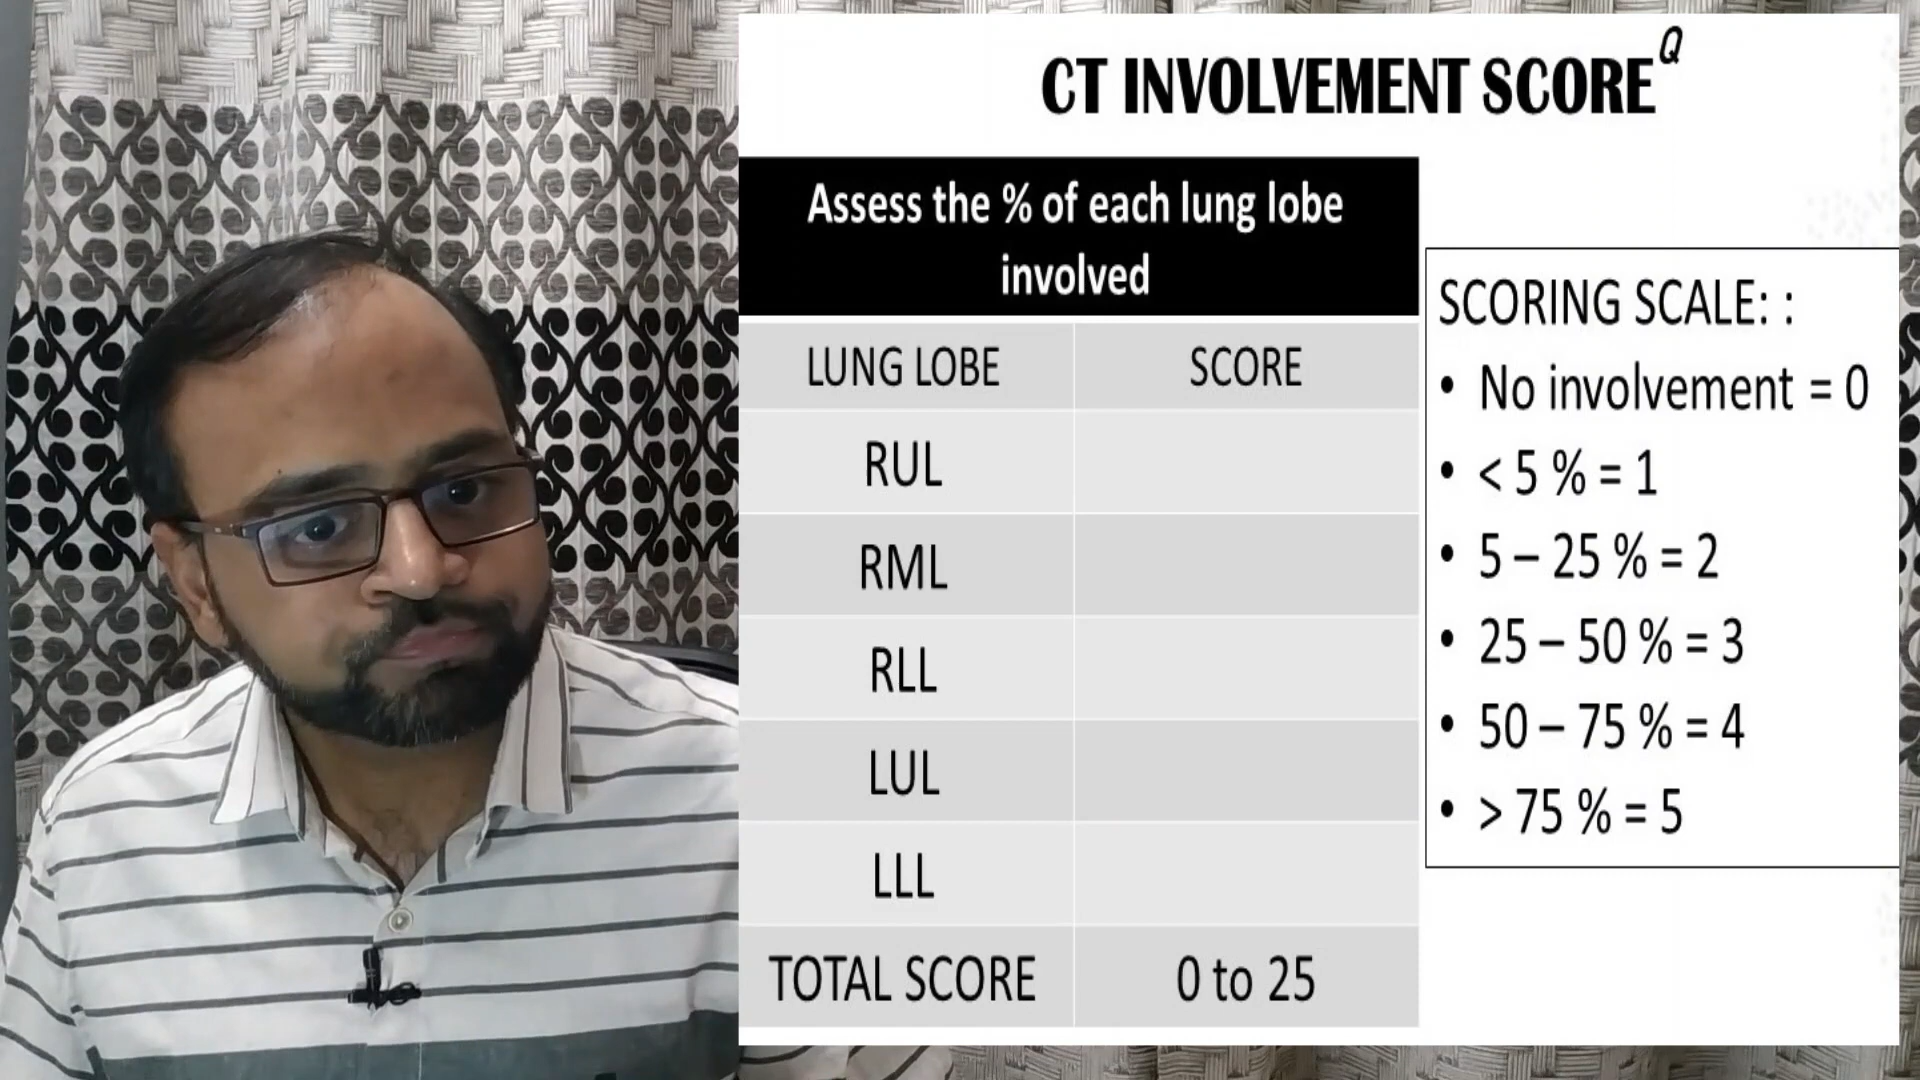 CT INVOLVEMENT SCORE Q
Assess the % of each lung lobe
involved
LUNG LOBE SCORE
RUL
RML
RLL
LUL
LLL
TOTAL SCORE 0 to 25
SCORING SCALE: :
• No involvement = 0
• < 5 % = 1
• 5 – 25 % = 2
• 25 – 50 % = 3
• 50 – 75 % = 4
• > 75 % = 5